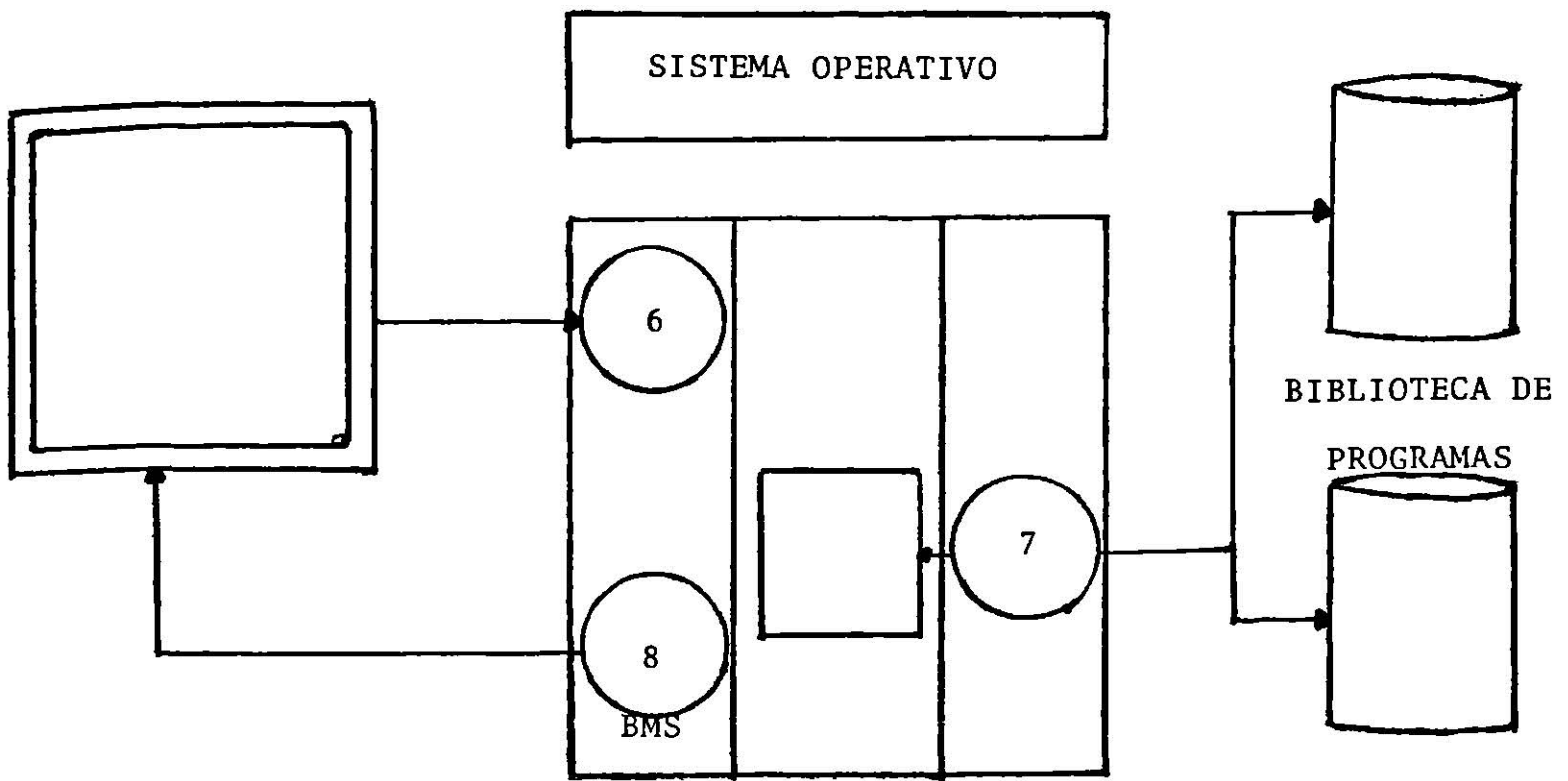 SISTEMA OPERATIVO
6
BIBLIOTECA DE
PROGRAMAS
7
8
BMS